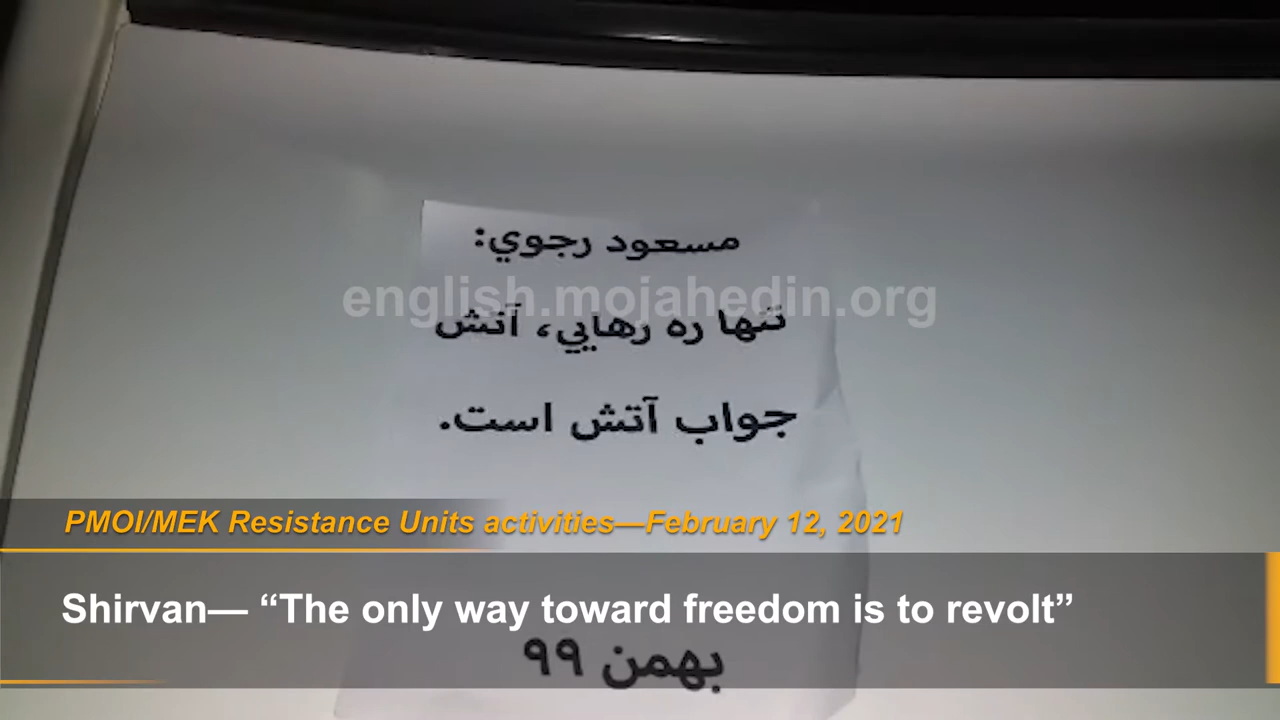 مسعود رجوي:
english.mojahedin.org
تنها ره رهايي، آتش
جواب آتش است.
PMOI/MEK Resistance Units activities—February 12, 2021
Shirvan— “The only way toward freedom is to revolt”
بهمن ۹۹